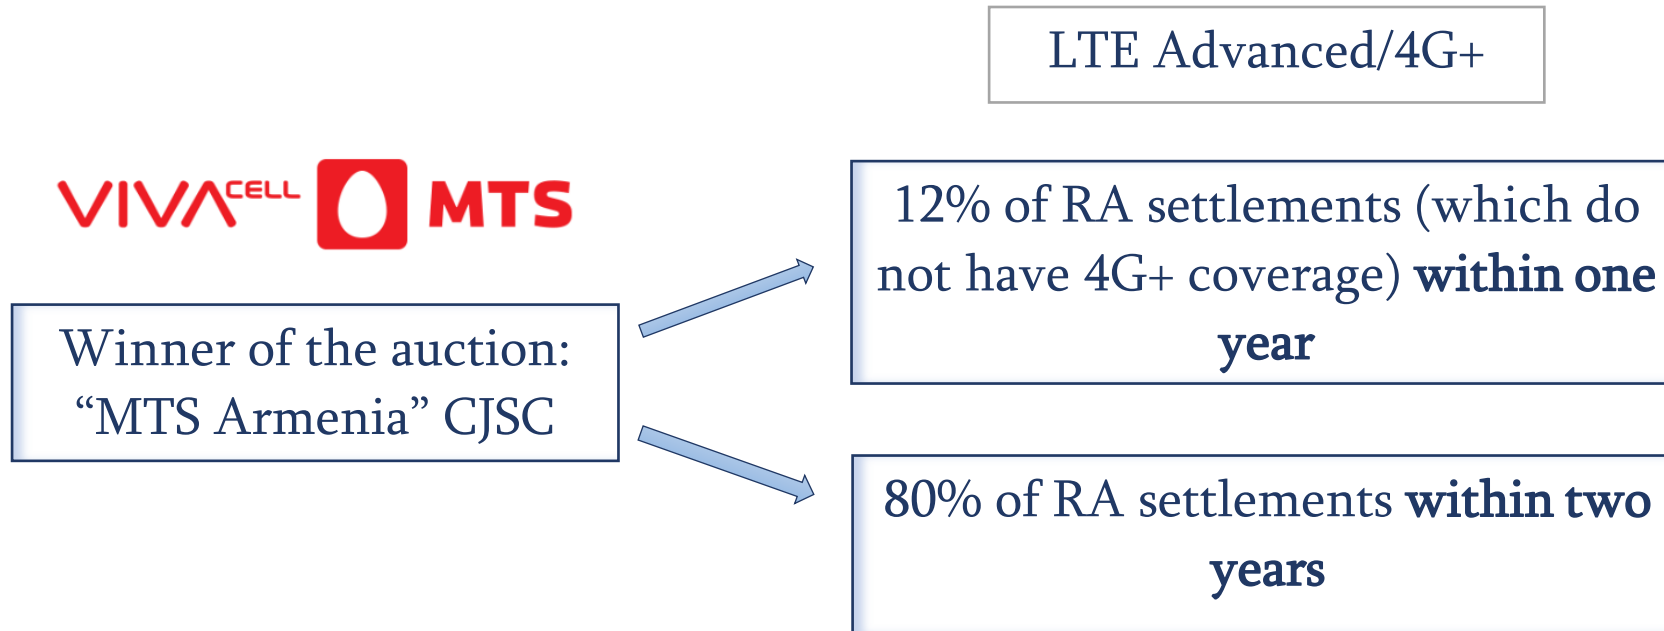 LTE Advanced/4G+
VIVACELL MTS
Winner of the auction:
“MTS Armenia” CJSC
12% of RA settlements (which do
not have 4G+ coverage) within one
year
80% of RA settlements within two
years